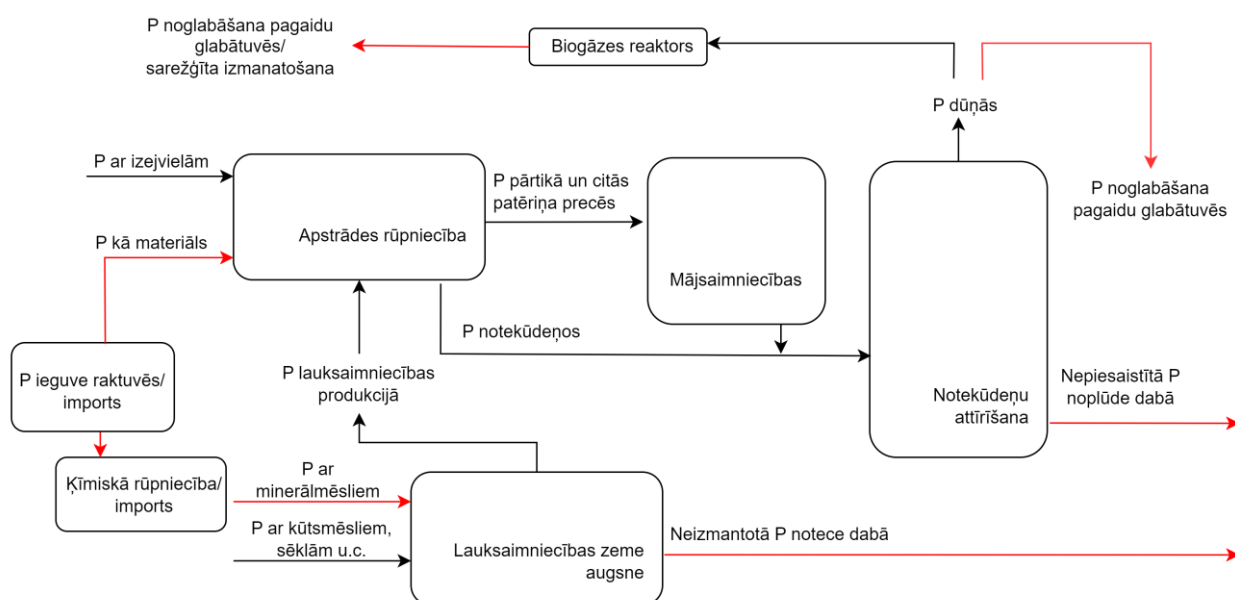 P noglabāšana pagaidu
glabātuvēs/
sarežģīta izmanatošana
Biogāzes reaktors
P dūņās
P noglabāšana
pagaidu glabātuvēs
P ar izejvielām
Apstrādes rūpniecība
P pārtikā un citās
patēriņa precēs
Mājsaimniecības
P kā materiāls
P notekūdeņos
P ieguve raktuvēs/
imports
P lauksaimniecības
produkcijā
Notekūdeņu
attīrīšana
Nepiesaistītā P
noplūde dabā
Ķīmiskā rūpniecība/
imports
P ar
minerālmēsliem
P ar kūtsmēsliem,
sēklām u.c.
Lauksaimniecības zeme
augsne
Neizmantotā P notece dabā